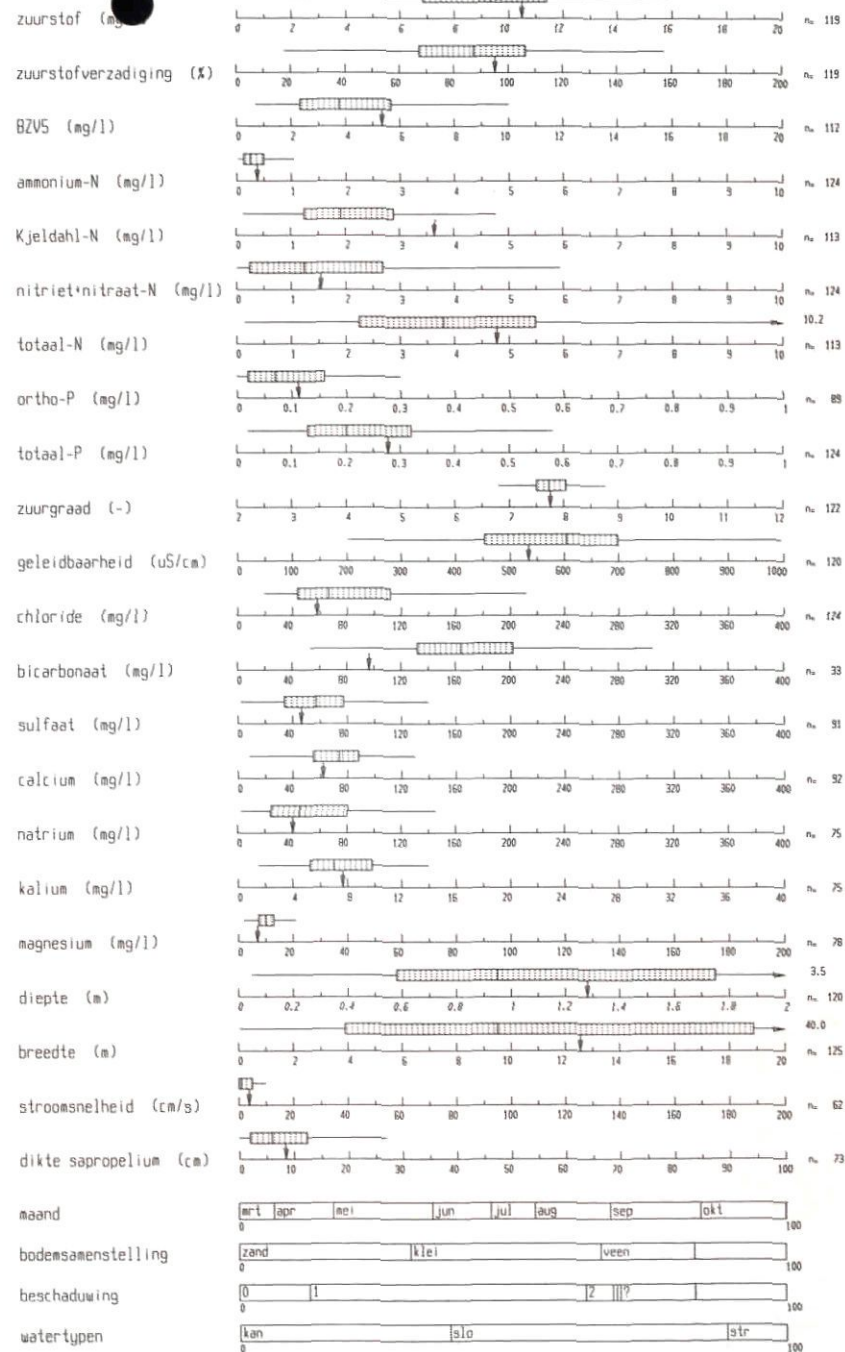 zuurstof (mg
0 2 4 6 8 10 12 14 16 18 20 n= 119
zuurstofverzadiging (%)
0 20 40 60 80 100 120 140 160 180 200 n= 119
BZV5 (mg/l)
0 2 4 6 8 10 12 14 16 18 20 n= 112
ammonium-N (mg/l)
0 1 2 3 4 5 6 7 8 9 10 n= 124
Kjeldahl-N (mg/l)
0 1 2 3 4 5 6 7 8 9 10 n= 113
nitriet+nitraat-N (mg/l)
0 1 2 3 4 5 6 7 8 9 10 n= 124
10.2
totaal-N (mg/l)
0 1 2 3 4 5 6 7 8 9 10 n= 113
ortho-P (mg/l)
0 0.1 0.2 0.3 0.4 0.5 0.6 0.7 0.8 0.9 1 n= 89
totaal-P (mg/l)
0 0.1 0.2 0.3 0.4 0.5 0.6 0.7 0.8 0.9 1 n= 124
zuurgraad (-)
2 3 4 5 6 7 8 9 10 11 12 n= 122
geleidbaarheid (uS/cm)
0 100 200 300 400 500 600 700 800 900 1000 n= 120
chloride (mg/l)
0 40 80 120 160 200 240 280 320 360 400 n= 124
bicarbonaat (mg/l)
0 40 80 120 160 200 240 280 320 360 400 n= 33
sulfaat (mg/l)
0 40 80 120 160 200 240 280 320 360 400 n= 91
calcium (mg/l)
0 40 80 120 160 200 240 280 320 360 400 n= 92
natrium (mg/l)
0 40 80 120 160 200 240 280 320 360 400 n= 75
kalium (mg/l)
0 4 8 12 16 20 24 28 32 36 40 n= 75
magnesium (mg/l)
0 20 40 60 80 100 120 140 160 180 200 n= 78
3.5
diepte (m)
0 0.2 0.4 0.6 0.8 1 1.2 1.4 1.6 1.8 2 n= 120
40.0
breedte (m)
0 2 4 6 8 10 12 14 16 18 20 n= 125
stroomsnelheid (cm/s)
0 20 40 60 80 100 120 140 160 180 200 n= 62
dikte sapropelium (cm)
0 10 20 30 40 50 60 70 80 90 100 n= 73
maand mrt apr mei jun jul aug sep okt
0 100
bodemsamenstelling zand klei veen
0 100
beschaduwing 0 1 2 ?
0 100
watertypen kan slo str
0 100